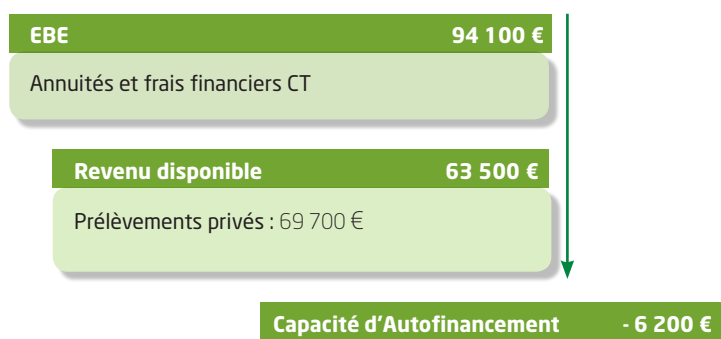 EBE 94 100 €
Annuités et frais financiers CT
Revenu disponible 63 500 €
Prélèvements privés : 69 700 €
Capacité d'Autofinancement - 6 200 €